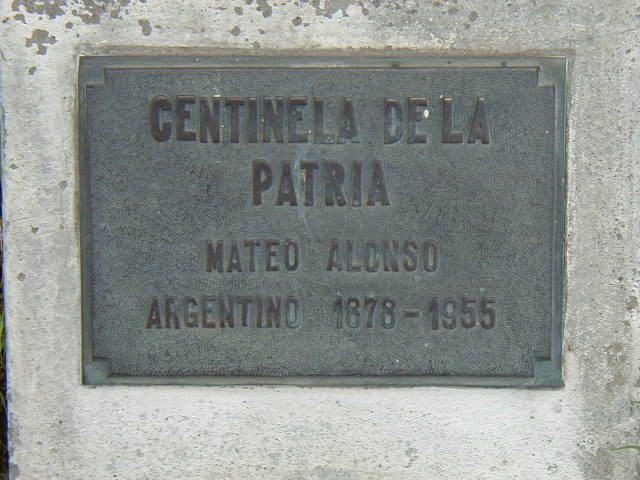 CENTINELA DE LA
PATRIA
MATEO ALONSO
ARGENTINO 1878-1955